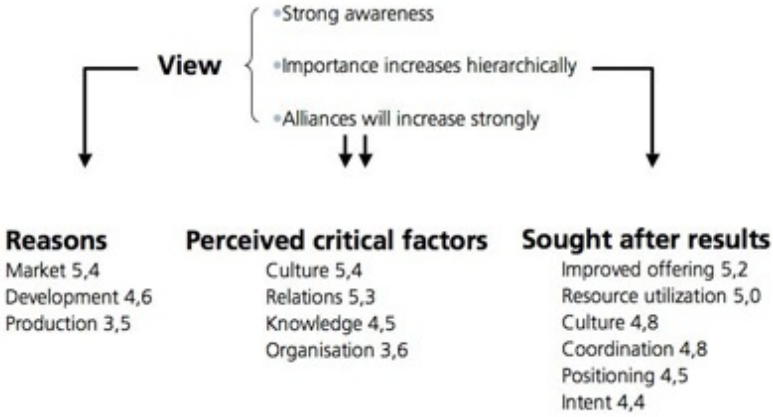 •Strong awareness
View
•Importance increases hierarchically
•Alliances will increase strongly
Reasons
Market 5,4
Development 4,6
Production 3,5
Perceived critical factors
Culture 5,4
Relations 5,3
Knowledge 4,5
Organisation 3,6
Sought after results
Improved offering 5,2
Resource utilization 5,0
Culture 4,8
Coordination 4,8
Positioning 4,5
Intent 4,4